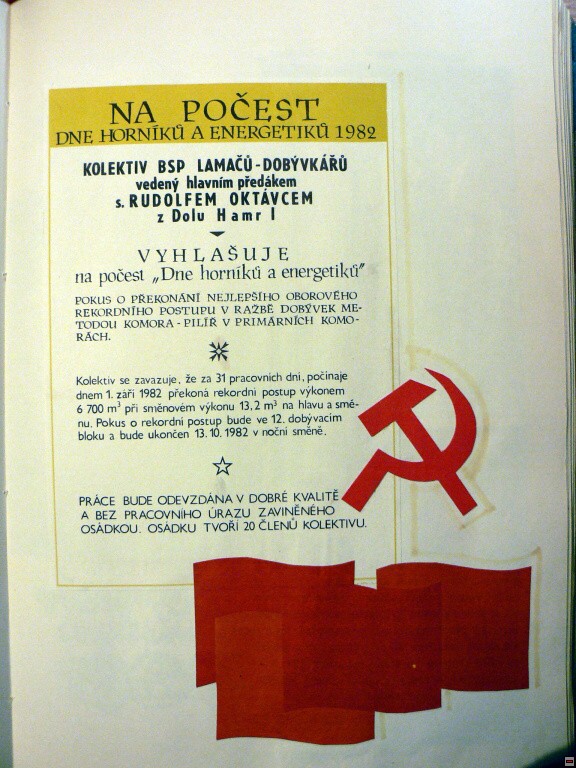 NA POČEST
DNE HORNÍKŮ A ENERGETIKŮ 1982
KOLEKTIV BSP LAMAČŮ-DOBÝVKÁŘŮ
vedený hlavním předákem
s. RUDOLFEM OKTÁVCEM
z Dolu Hamr I
VYHLAŠUJE
na počest „Dne horníků a energetiků"
POKUS O PŘEKONÁNÍ NEJLEPŠÍHO OBOROVÉHO
REKORDNÍHO POSTUPU V RAŽBĚ DOBÝVEK ME-
TODOU KOMORA-PILÍŘ V PRIMÁRNÍCH KOMO-
RÁCH.
Kolektiv se zavazuje, že za 31 pracovních dní, počínaje
dnem 1. září 1982 překoná rekordní postup výkonem
6 700 m³ při směnovém výkonu 13,2 m³ na hlavu a smě-
nu. Pokus o rekordní postup bude ve 12. dobývacím
bloku a bude ukončen 13. 10. 1982 v noční směně.
PRÁCE BUDE ODEVZDÁNA V DOBRÉ KVALITĚ
A BEZ PRACOVNÍHO ÚRAZU ZAVINĚNÉHO
OSÁDKOU. OSÁDKU TVOŘÍ 20 ČLENŮ KOLEKTIVU.